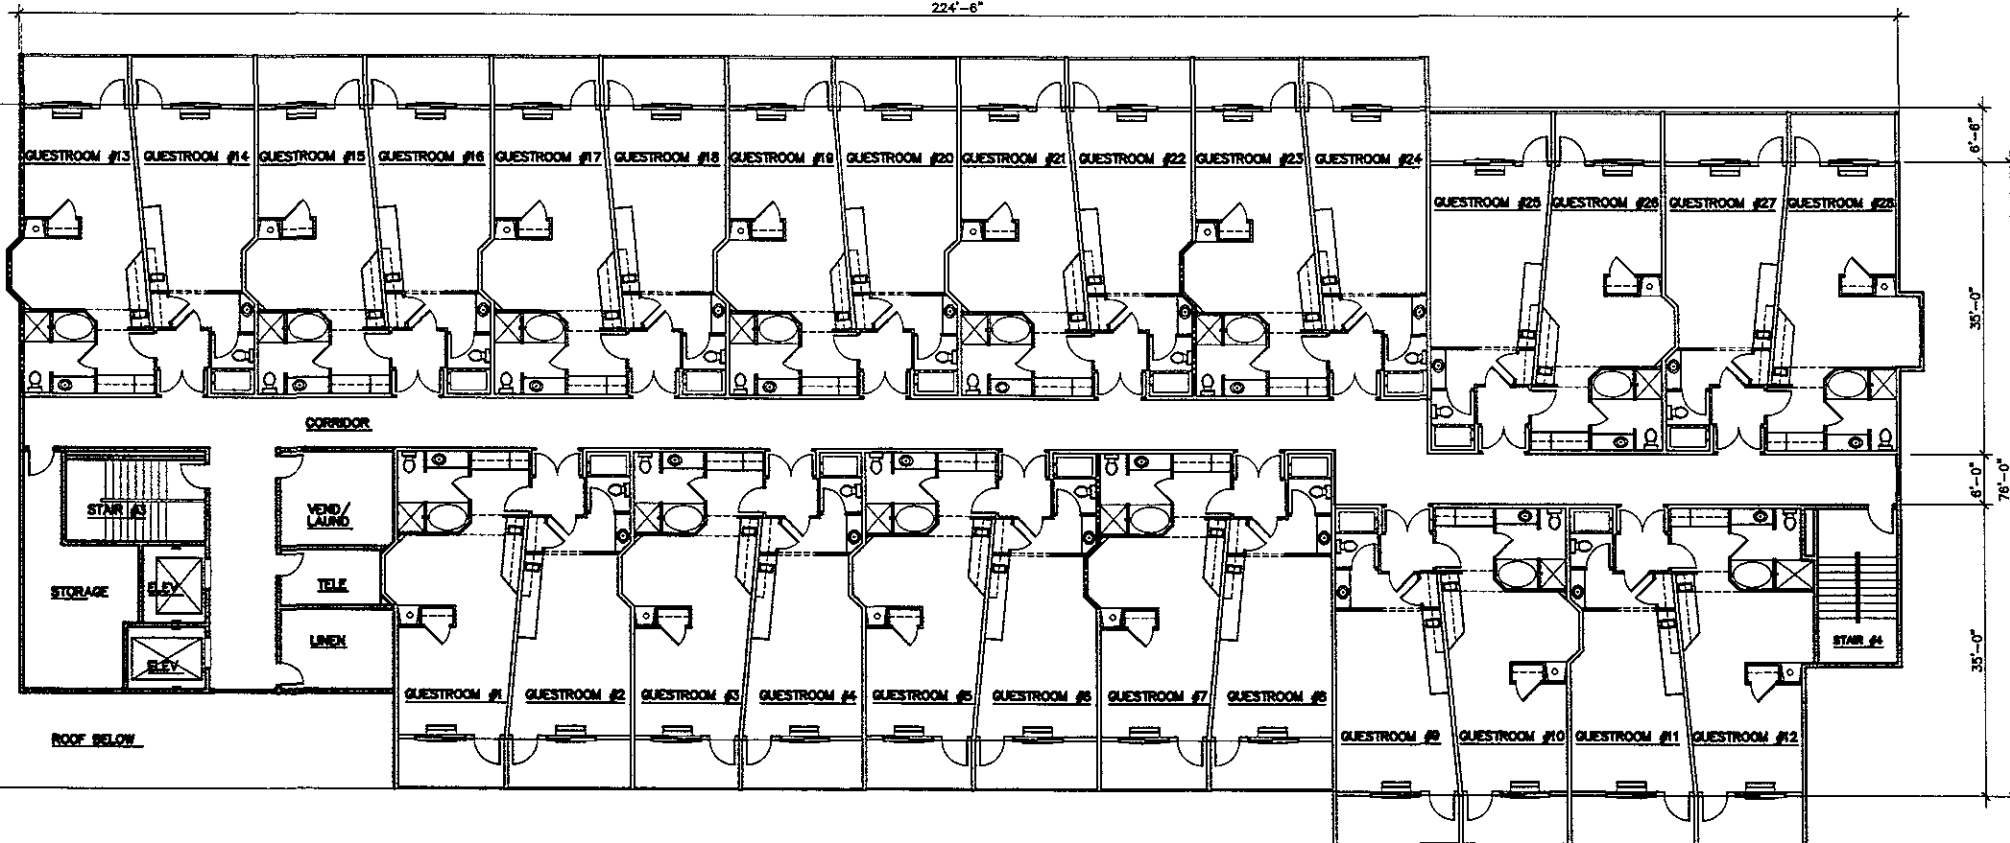 224'-6"
GUESTROOM #13
GUESTROOM #14
GUESTROOM #15
GUESTROOM #16
GUESTROOM #17
GUESTROOM #18
GUESTROOM #19
GUESTROOM #20
GUESTROOM #21
GUESTROOM #22
GUESTROOM #23
GUESTROOM #24
GUESTROOM #25
GUESTROOM #26
GUESTROOM #27
GUESTROOM #28
6'-6"
35'-0"
CORRIDOR
6'-0"
76'-0"
35'-0"
STAIR #3
VEND/
LAUND
STORAGE
ELEV
TELE
ELEV
LINEN
STAIR #4
GUESTROOM #1
GUESTROOM #2
GUESTROOM #3
GUESTROOM #4
GUESTROOM #5
GUESTROOM #6
GUESTROOM #7
GUESTROOM #8
GUESTROOM #9
GUESTROOM #10
GUESTROOM #11
GUESTROOM #12
ROOF BELOW